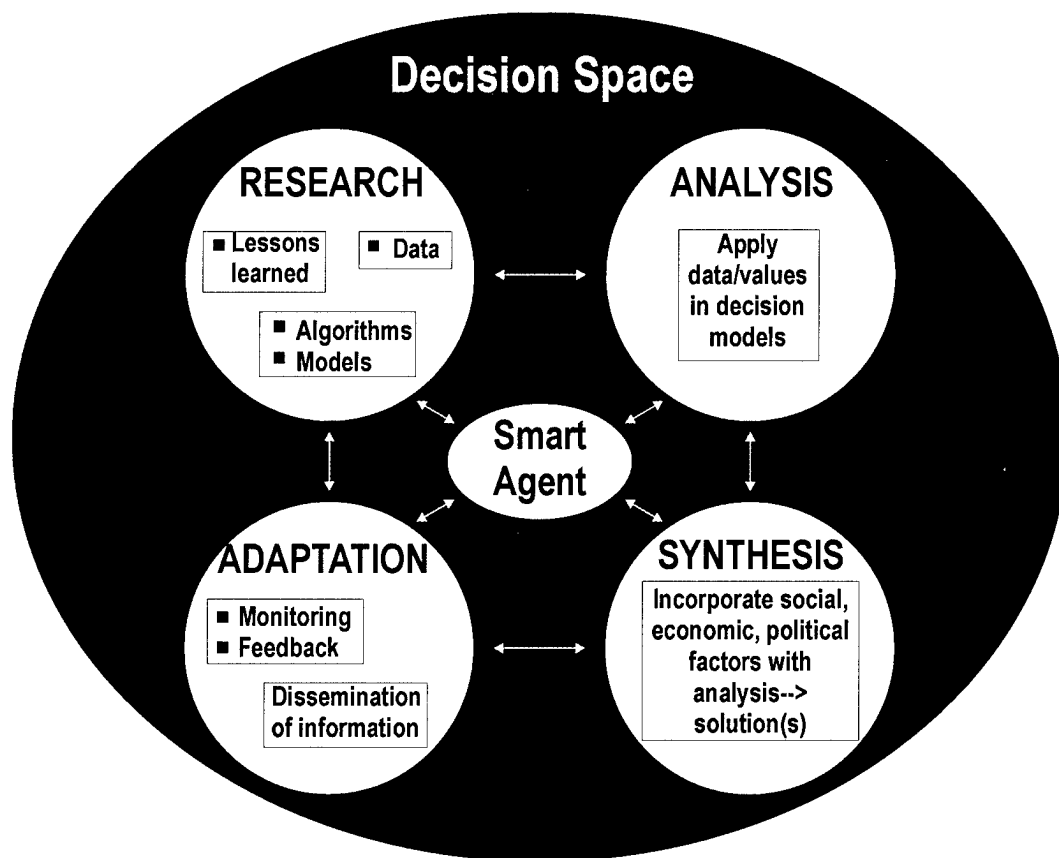 Decision Space
RESEARCH
■ Lessons
learned
■ Data
■ Algorithms
■ Models
ANALYSIS
Apply
data/values
in decision
models
Smart
Agent
ADAPTATION
■ Monitoring
■ Feedback
Dissemination
of information
SYNTHESIS
Incorporate social,
economic, political
factors with
analysis-->
solution(s)